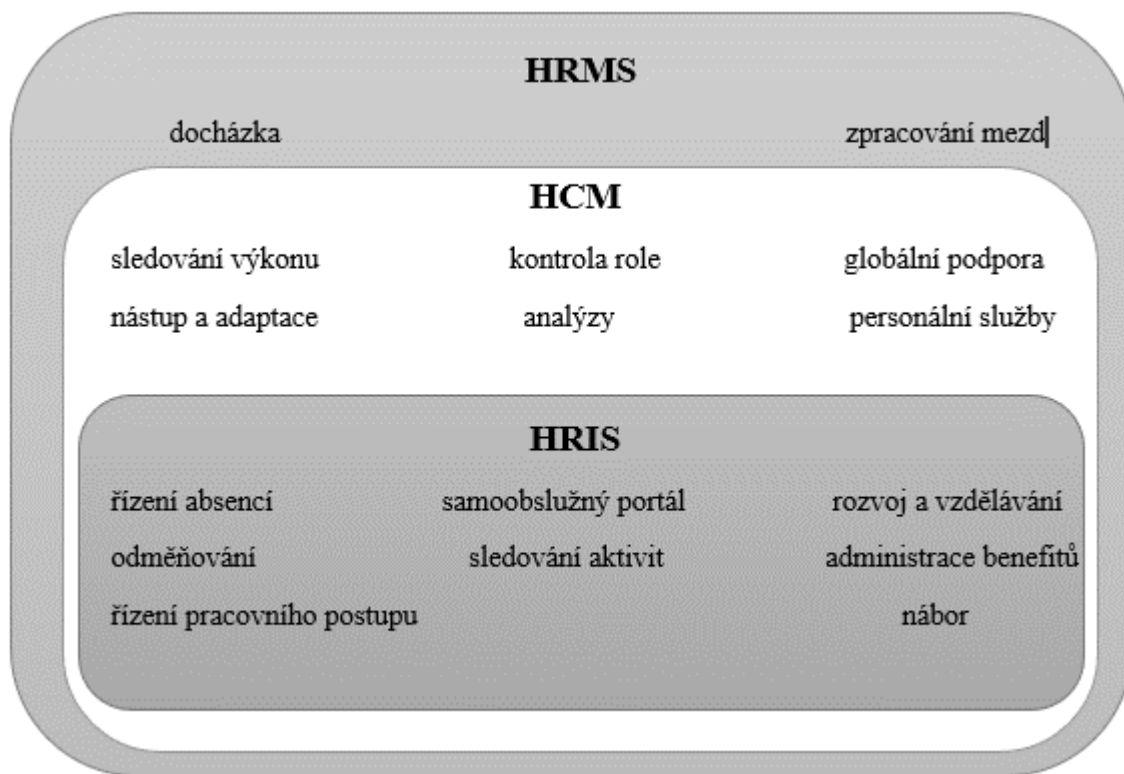 HRMS
docházka zpracování mezd
HCM
sledování výkonu kontrola role globální podpora
nástup a adaptace analýzy personální služby
HRIS
řízení absencí samoobslužný portál rozvoj a vzdělávání
odměňování sledování aktivit administrace benefitů
řízení pracovního postupu nábor